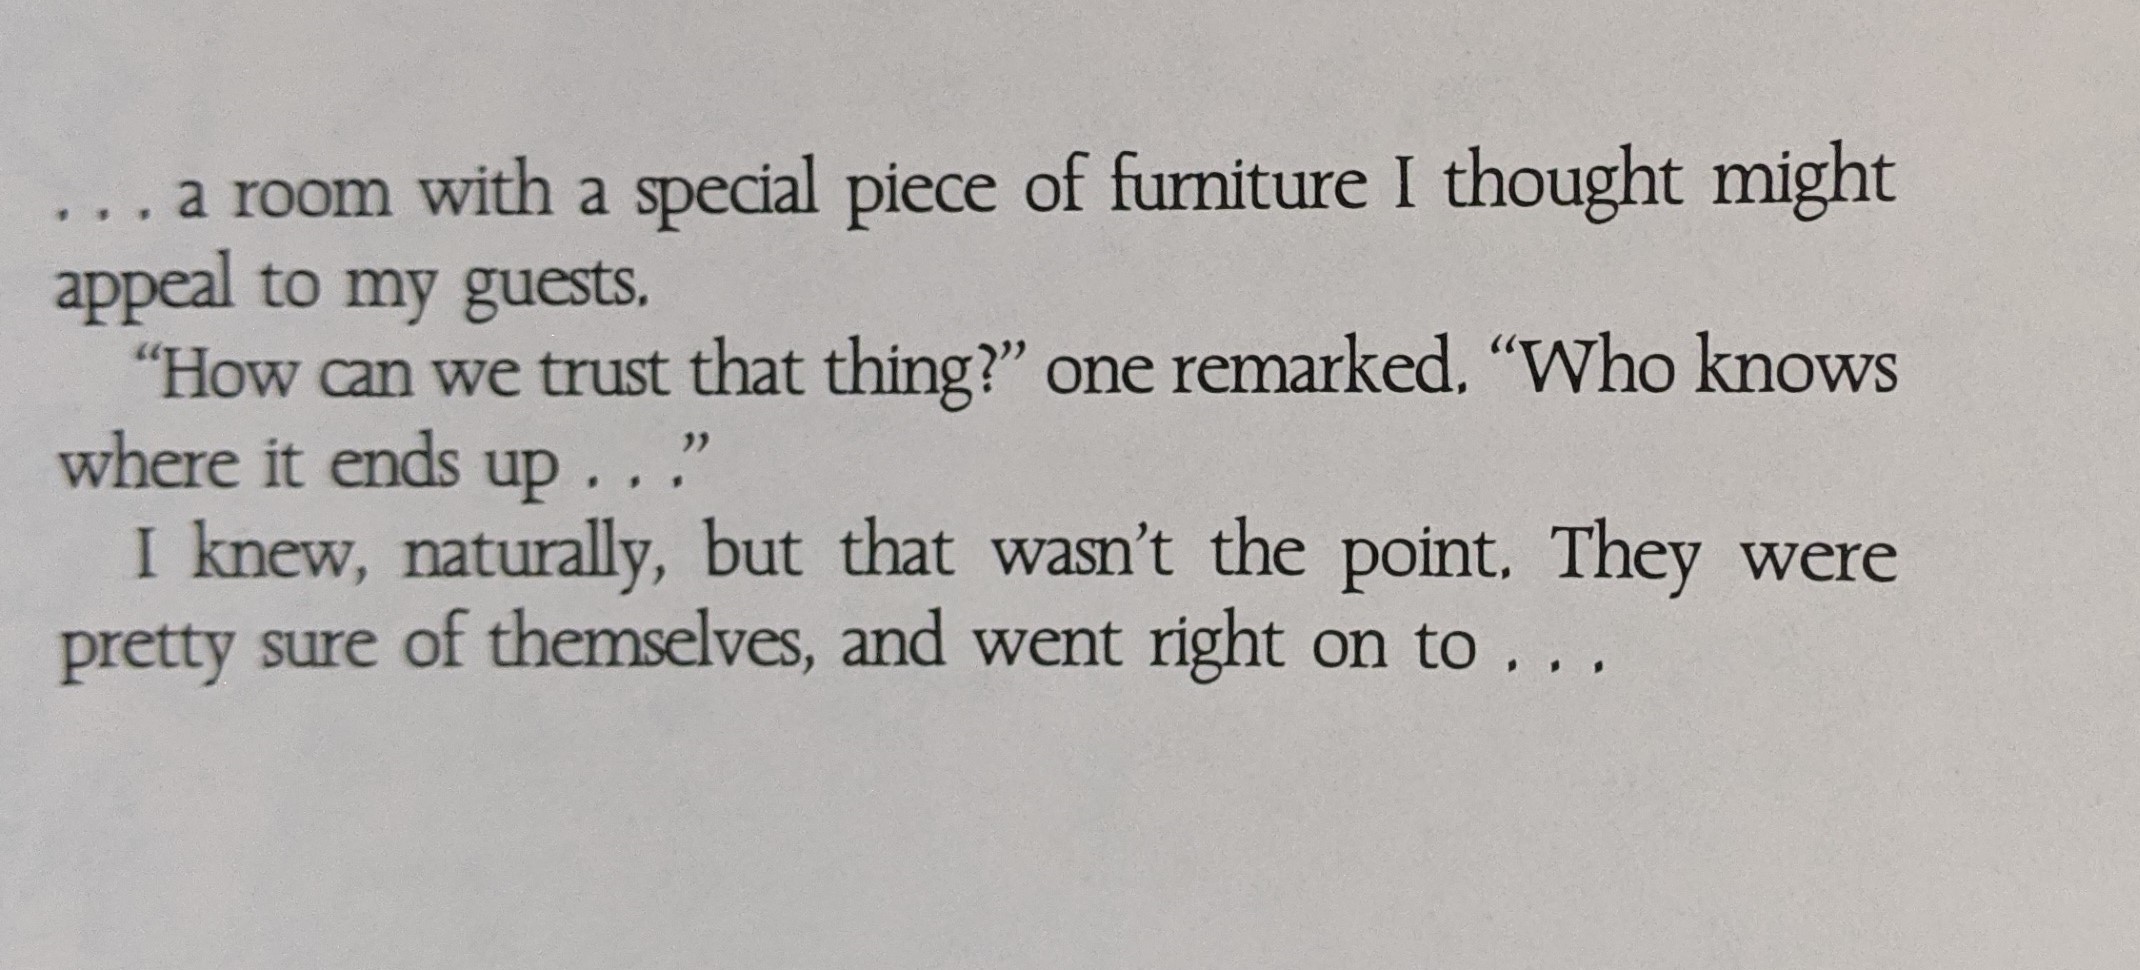 . . . a room with a special piece of furniture I thought might
appeal to my guests.
“How can we trust that thing?” one remarked. “Who knows
where it ends up . . .”
I knew, naturally, but that wasn’t the point. They were
pretty sure of themselves, and went right on to . . .